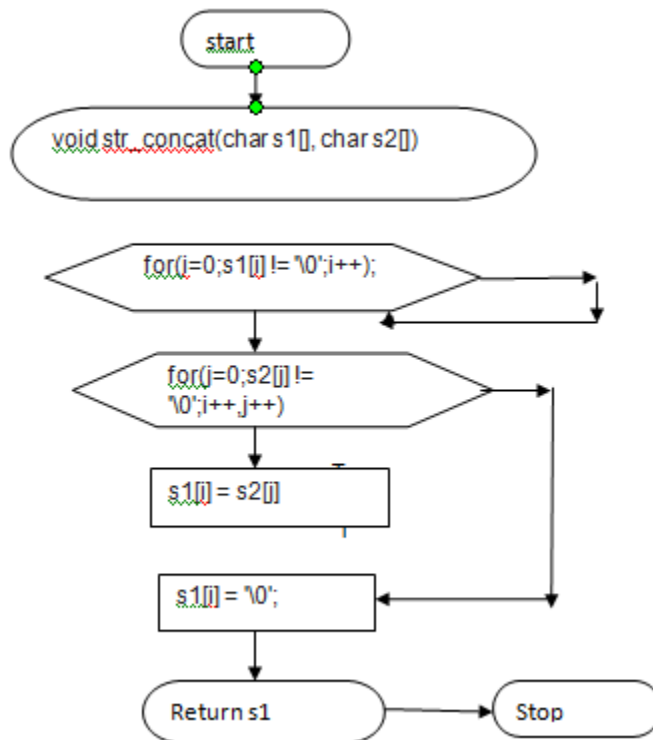 start
void str_concat(char s1[], char s2[])
for(i=0;s1[i] != '\0';i++);
for(j=0;s2[j] !=
'\0';i++,j++)
s1[i] = s2[j]
s1[i] = '\0';
Return s1
Stop